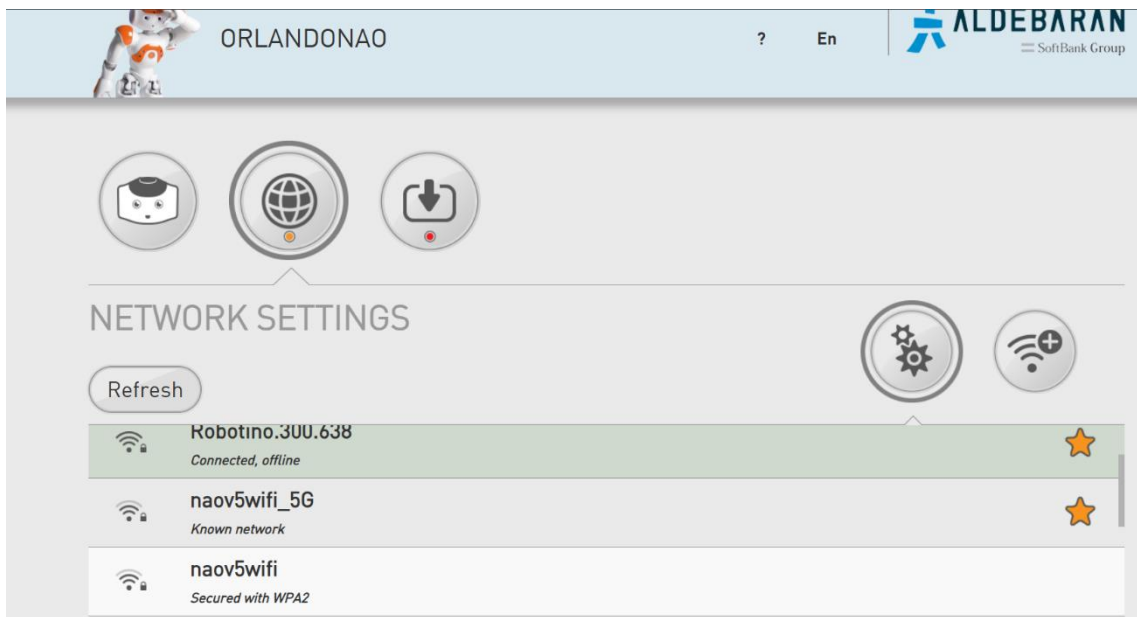 ORLANDONAO
?
En
ALDEBARAN
SoftBank Group
NETWORK SETTINGS
Refresh
Robotino.300.638
Connected, offline
naov5wifi_5G
Known network
naov5wifi
Secured with WPA2